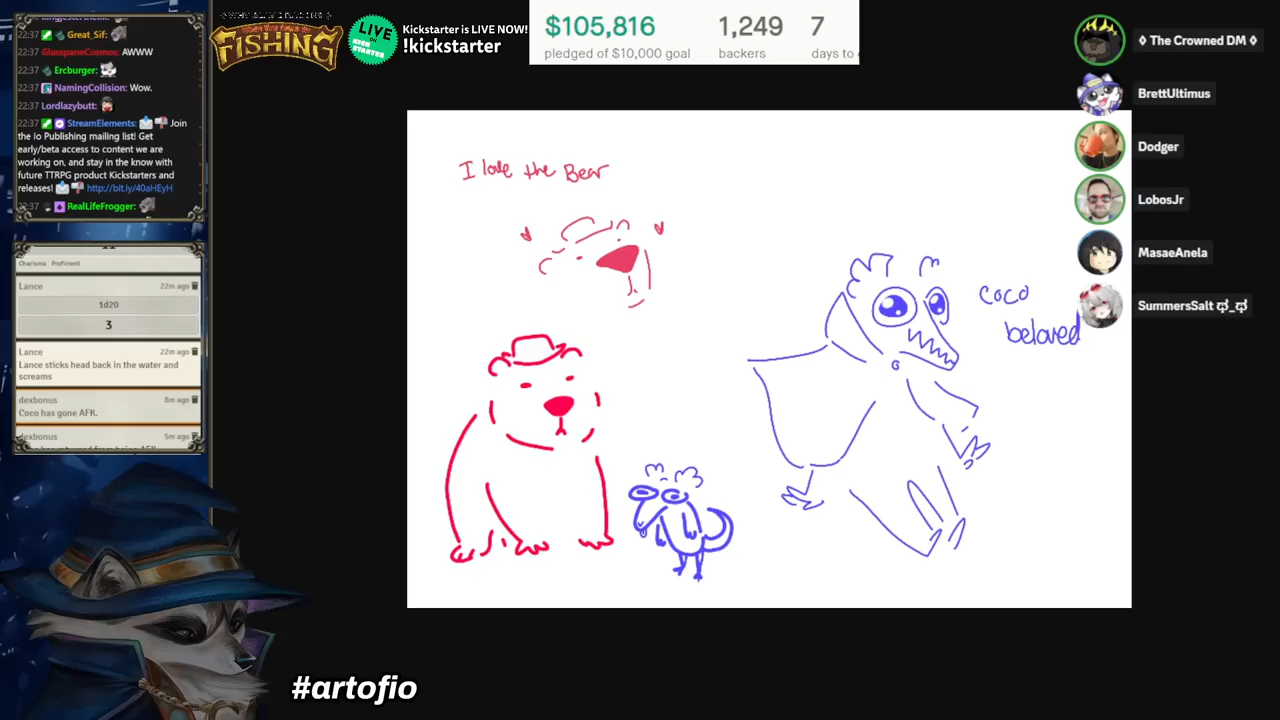 22:37 Great_Sif:
GlasspaneCosmos: AWWW
22:37 Ercburger:
22:37 NamingCollision: Wow.
22:37 Lordlazybutt:
22:37 StreamElements: Join
the Io Publishing mailing list! Get
early/beta access to content we are
working on, and stay in the know with
future TTRPG product Kickstarters and
releases! http://bit.ly/40aHEyH
22:37 RealLifeFrogger:
FISHING
LIVE
ON
KICK
STARTER
Kickstarter is LIVE NOW!
!kickstarter
$105,816
pledged of $10,000 goal
1,249
backers
7
days to
◊ The Crowned DM ◊
BrettUltimus
Dodger
LobosJr
MasaeAnela
SummersSalt ಠ_ಠ
Charisma Proficient
Lance 22m ago
1d20
3
Lance 22m ago
Lance sticks head back in the water and
screams
dexbonus 8m ago
Coco has gone AFK.
dexbonus 5m ago
I love the Bear
coco
beloved
#artofio